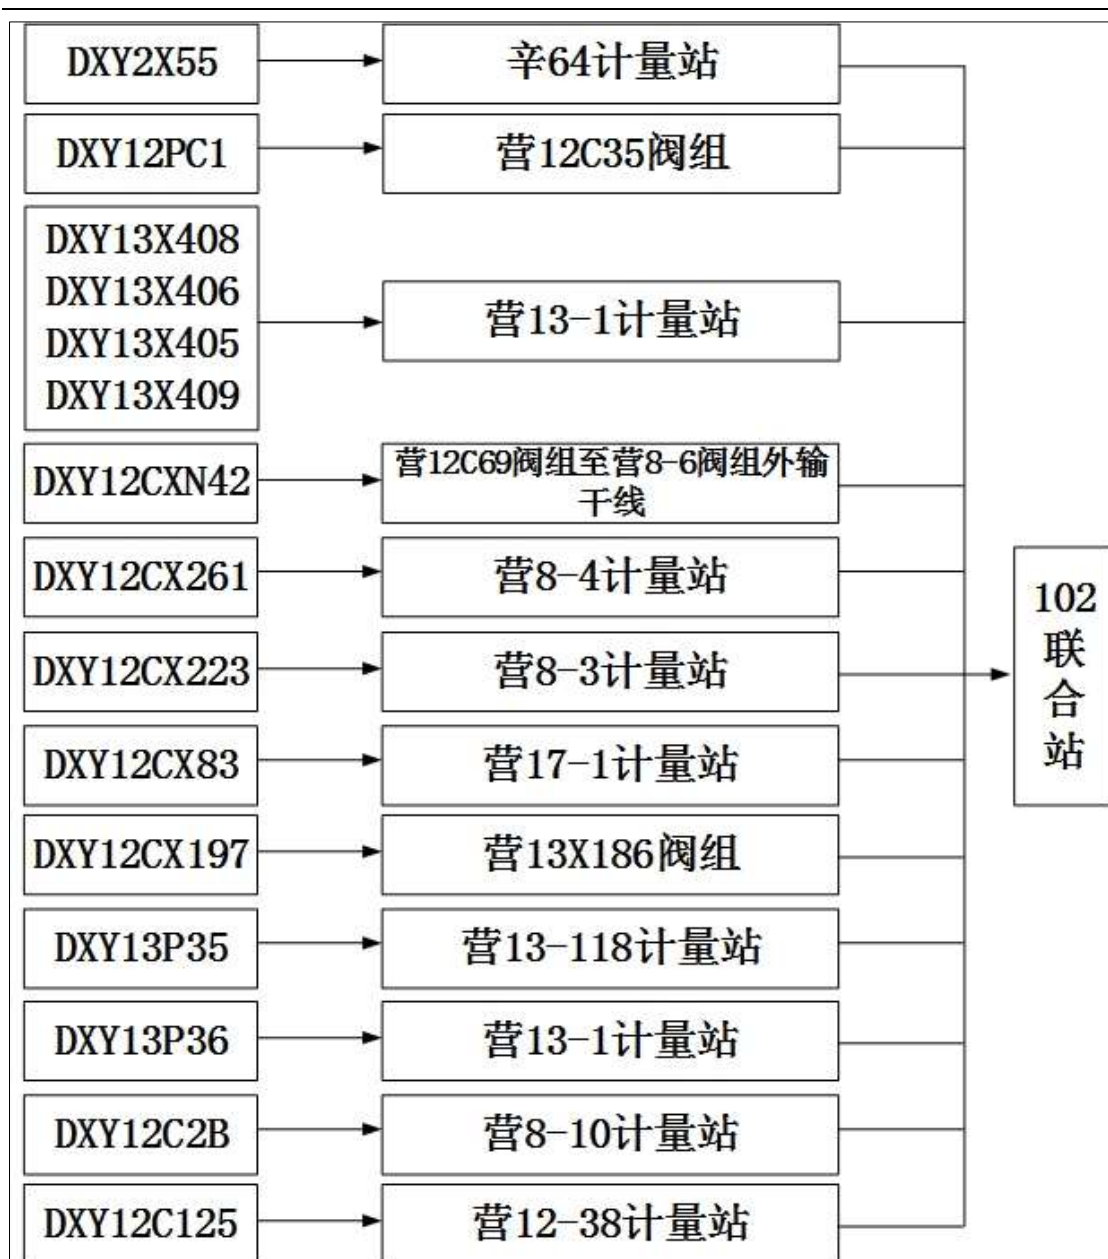 DXY2X55
辛64计量站
DXY12PC1
营12C35阀组
DXY13X408
DXY13X406
DXY13X405
DXY13X409
营13-1计量站
DXY12CXN42
营12C69阀组至营8-6阀组外输
干线
DXY12CX261
营8-4计量站
DXY12CX223
营8-3计量站
DXY12CX83
营17-1计量站
DXY12CX197
营13X186阀组
DXY13P35
营13-118计量站
DXY13P36
营13-1计量站
DXY12C2B
营8-10计量站
DXY12C125
营12-38计量站
102
联
合
站